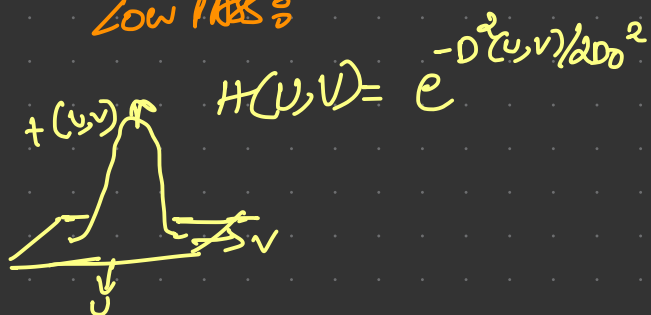 LOW PASS:
H(U,V) = e^{-D²(U,V)/2D0²}
H(U,V)
V
U